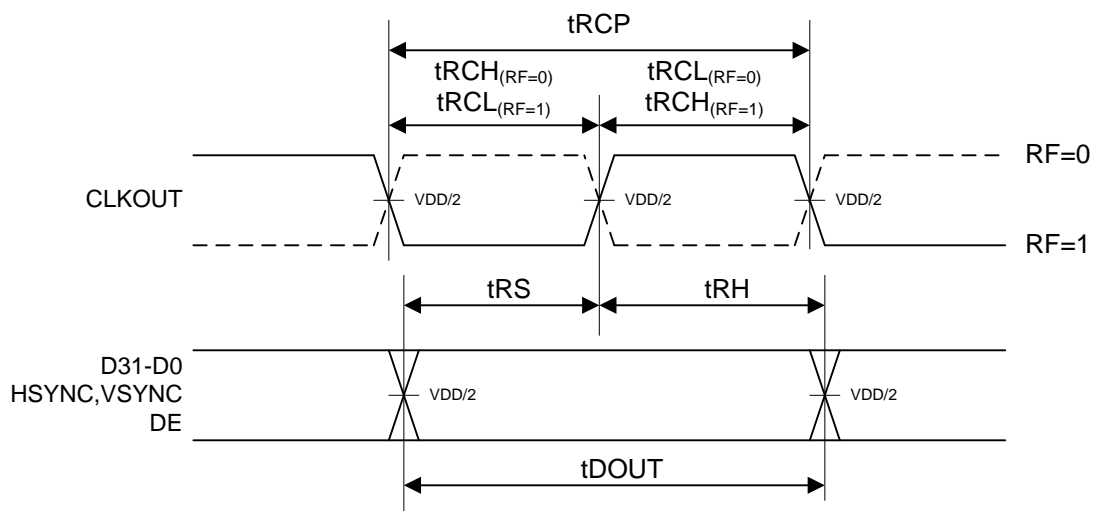 tRCP
tRCH(RF=0) tRCL(RF=0)
tRCL(RF=1) tRCH(RF=1)
RF=0
CLKOUT VDD/2 VDD/2 VDD/2
RF=1
tRS tRH
D31-D0
HSYNC,VSYNC VDD/2 VDD/2
DE
tDOUT